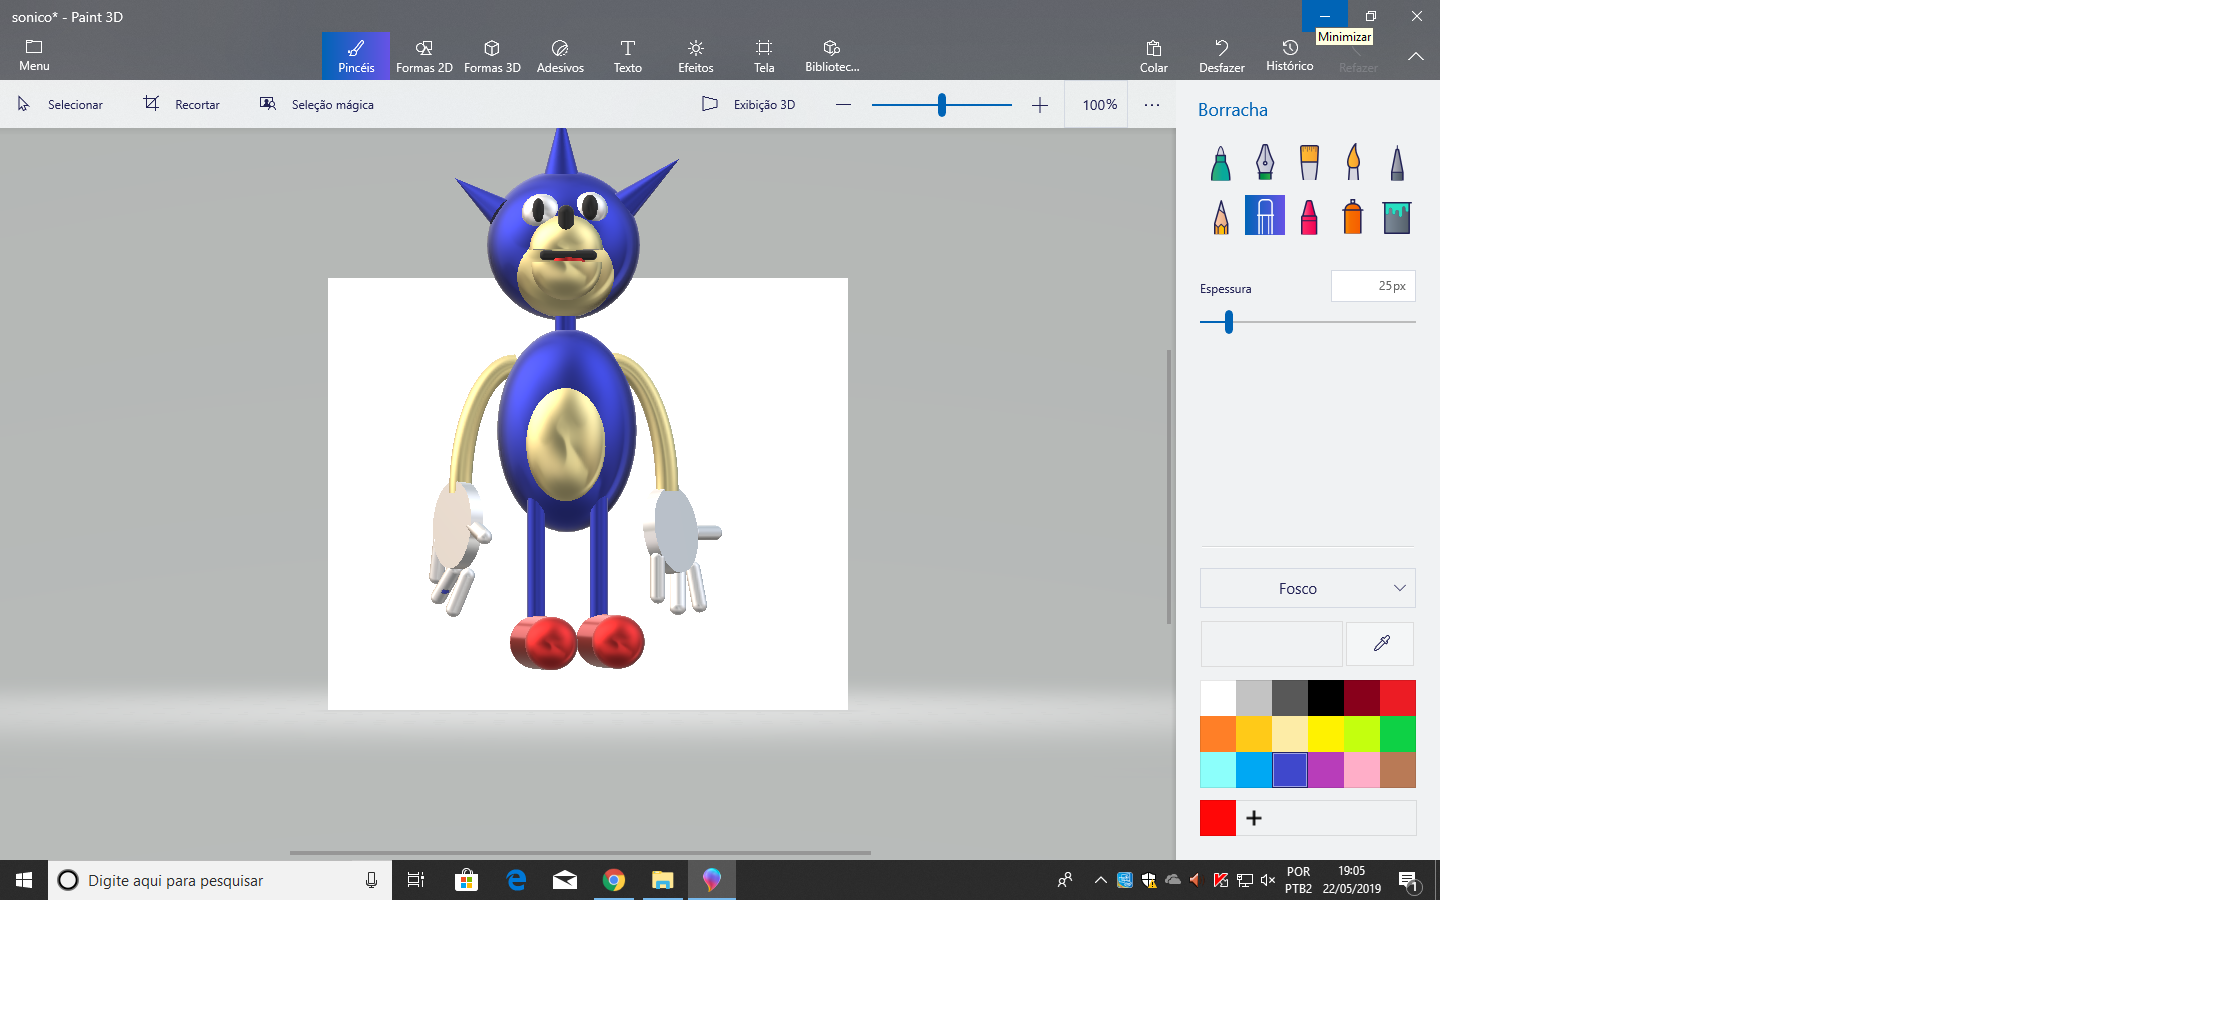 sonico* - Paint 3D
Minimizar
Menu
Pincéis
Formas 2D
Formas 3D
Adesivos
Texto
Efeitos
Tela
Bibliotec...
Colar
Desfazer
Histórico
Refazer
Selecionar
Recortar
Seleção mágica
Exibição 3D
100%
Borracha
Espessura
25px
Fosco
Digite aqui para pesquisar
POR
PTB2
19:05
22/05/2019
1